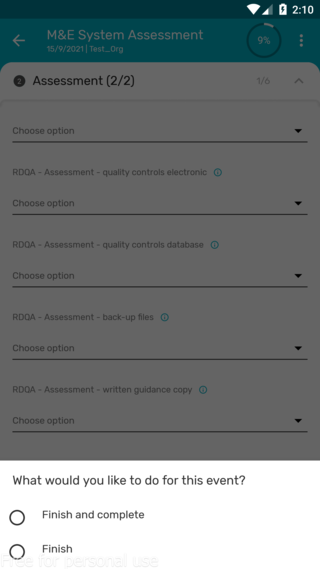 2:10
M&E System Assessment
15/9/2021 | Test_Org
9%
2 Assessment (2/2) 1/6
Choose option
RDQA - Assessment - quality controls electronic
Choose option
RDQA - Assessment - quality controls database
Choose option
RDQA - Assessment - back-up files
Choose option
RDQA - Assessment - written guidance copy
Choose option
What would you like to do for this event?
Finish and complete
Finish
Free for personal use